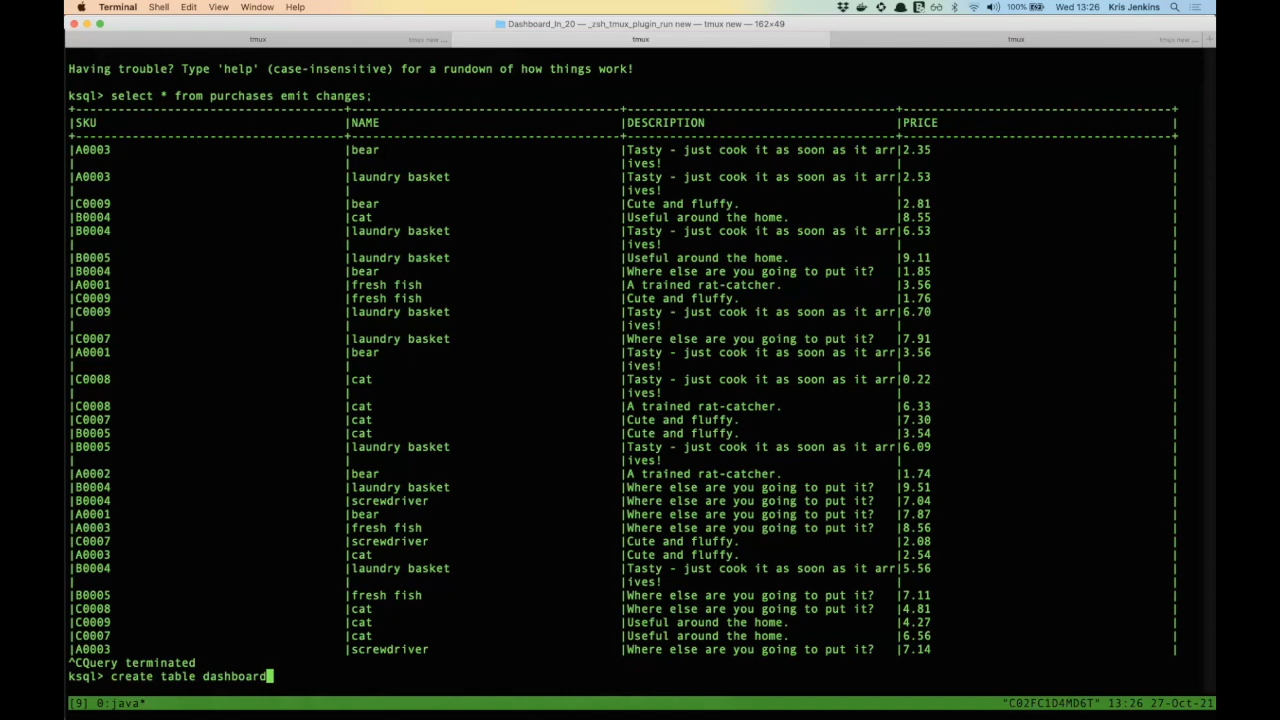 Terminal Shell Edit View Window Help 100% Wed 13:26 Kris Jenkins
Dashboard_In_20 — _zsh_tmux_plugin_run new — tmux new — 162×49
tmux tmux new ... tmux tmux tmux new ... +
Having trouble? Type 'help' (case-insensitive) for a rundown of how things work!
ksql> select * from purchases emit changes;
+---------------------------------------+---------------------------------------+---------------------------------------+---------------------------------------+
|SKU |NAME |DESCRIPTION |PRICE |
+---------------------------------------+---------------------------------------+---------------------------------------+---------------------------------------+
|A0003 |bear |Tasty - just cook it as soon as it arr|2.35 |
| | |ives! | |
|A0003 |laundry basket |Tasty - just cook it as soon as it arr|2.53 |
| | |ives! | |
|C0009 |bear |Cute and fluffy. |2.81 |
|B0004 |cat |Useful around the home. |8.55 |
|B0004 |laundry basket |Tasty - just cook it as soon as it arr|6.53 |
| | |ives! | |
|B0005 |laundry basket |Useful around the home. |9.11 |
|B0004 |bear |Where else are you going to put it? |1.85 |
|A0001 |fresh fish |A trained rat-catcher. |3.56 |
|C0009 |fresh fish |Cute and fluffy. |1.76 |
|C0009 |laundry basket |Tasty - just cook it as soon as it arr|6.70 |
| | |ives! | |
|C0007 |laundry basket |Where else are you going to put it? |7.91 |
|A0001 |bear |Tasty - just cook it as soon as it arr|3.56 |
| | |ives! | |
|C0008 |cat |Tasty - just cook it as soon as it arr|0.22 |
| | |ives! | |
|C0008 |cat |A trained rat-catcher. |6.33 |
|C0007 |cat |Cute and fluffy. |7.30 |
|B0005 |cat |Cute and fluffy. |3.54 |
|B0005 |laundry basket |Tasty - just cook it as soon as it arr|6.09 |
| | |ives! | |
|A0002 |bear |A trained rat-catcher. |1.74 |
|B0004 |laundry basket |Where else are you going to put it? |9.51 |
|B0004 |screwdriver |Where else are you going to put it? |7.04 |
|A0001 |bear |Where else are you going to put it? |7.87 |
|A0003 |fresh fish |Where else are you going to put it? |8.56 |
|C0007 |screwdriver |Cute and fluffy. |2.08 |
|A0003 |cat |Cute and fluffy. |2.54 |
|B0004 |laundry basket |Tasty - just cook it as soon as it arr|5.56 |
| | |ives! | |
|B0005 |fresh fish |Where else are you going to put it? |7.11 |
|C0008 |cat |Where else are you going to put it? |4.81 |
|C0009 |cat |Useful around the home. |4.27 |
|C0007 |cat |Useful around the home. |6.56 |
|A0003 |screwdriver |Where else are you going to put it? |7.14 |
^CQuery terminated
ksql> create table dashboard
[9] 0:java* "C02FC1D4MD6T" 13:26 27-Oct-21